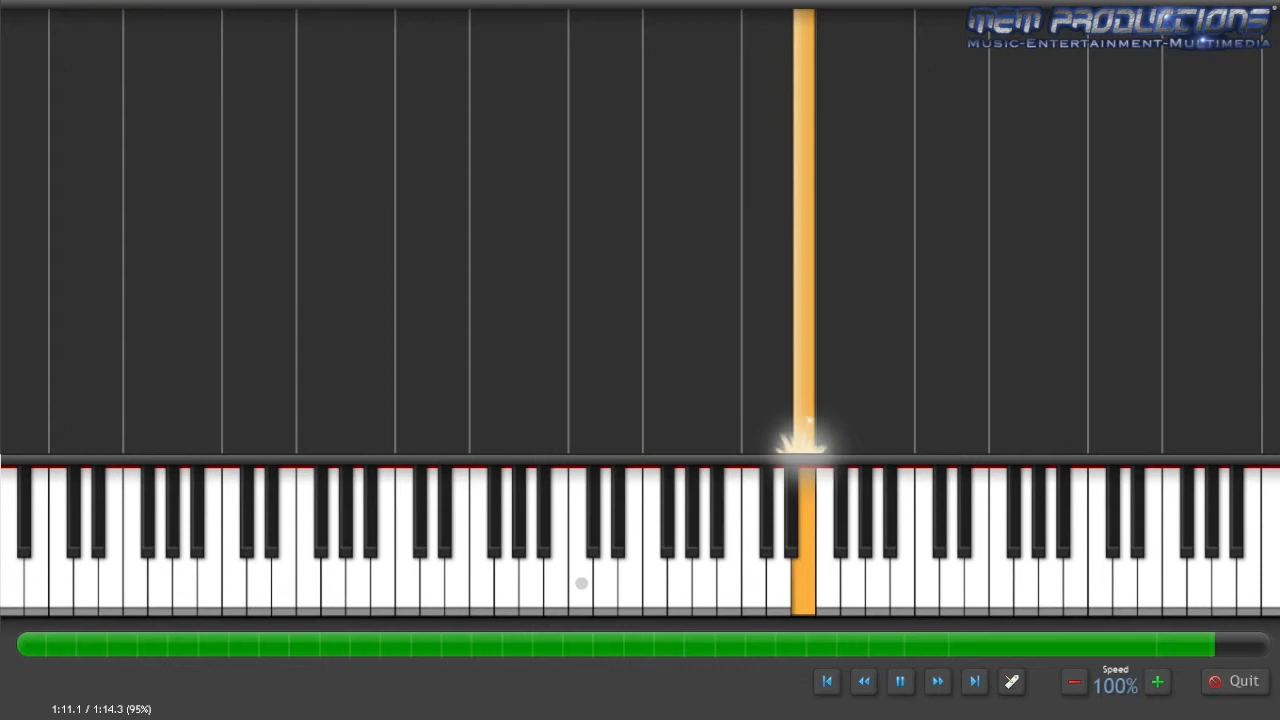 MEM PRODUCTIONS
MUSIC-ENTERTAINMENT-MULTIMEDIA
Speed
100%
Quit
1:11.1 / 1:14.3 (95%)